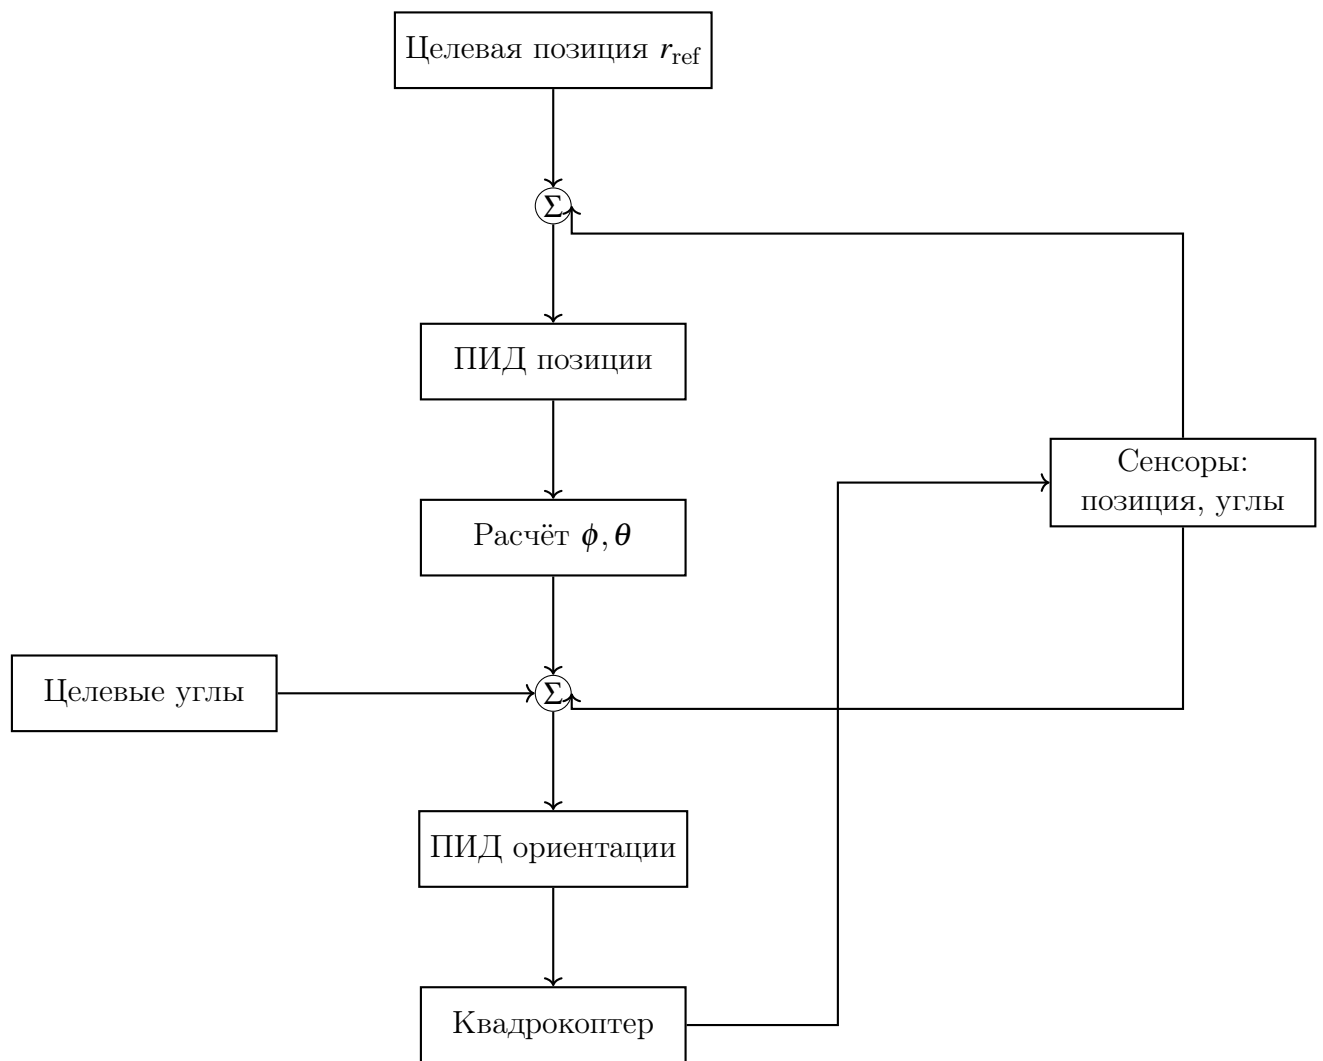 Целевая позиция r_ref
Σ
ПИД позиции
Сенсоры:
позиция, углы
Расчёт ϕ, θ
Целевые углы
Σ
ПИД ориентации
Квадрокоптер